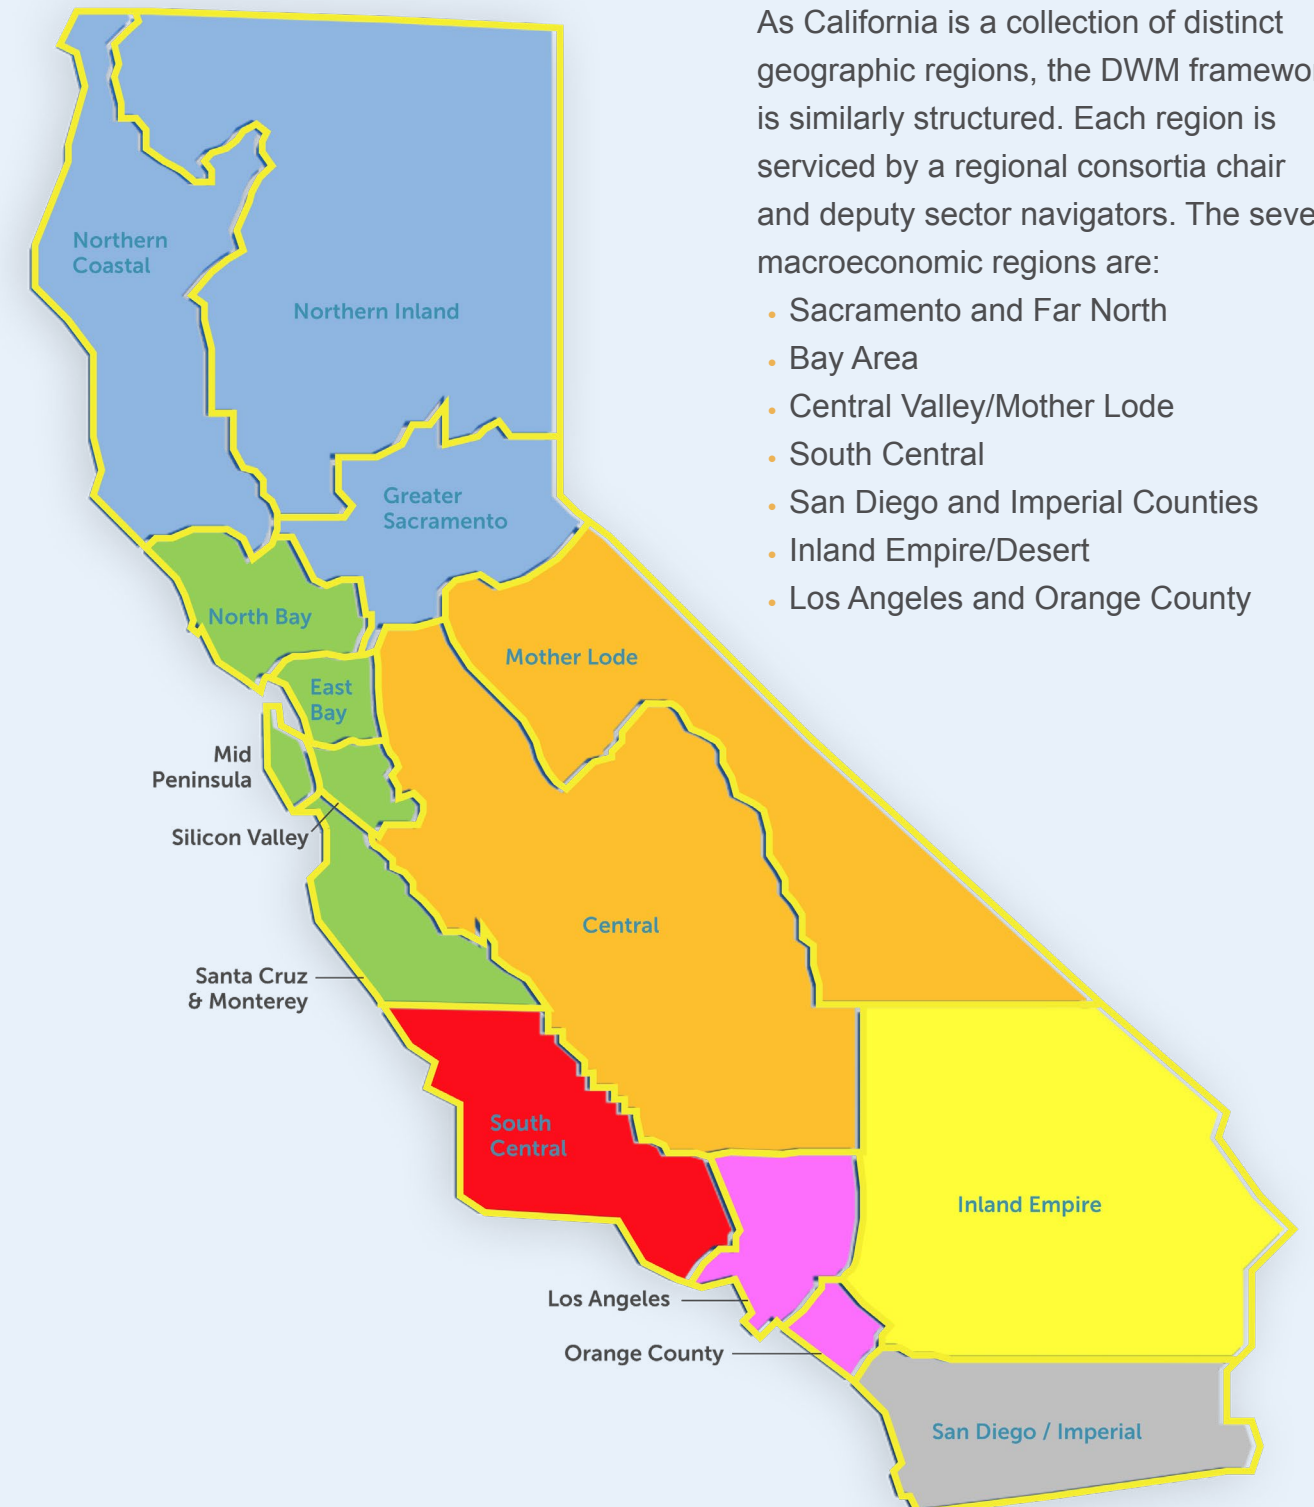 As California is a collection of distinct
geographic regions, the DWM
is similarly structured. Each region is
serviced by a regional consortia chair
and deputy sector navigators. The
macroeconomic regions are:
• Sacramento and Far North
• Bay Area
• Central Valley/Mother Lode
• South Central
• San Diego and Imperial Counties
• Inland Empire/Desert
• Los Angeles and Orange County
Northern
Coastal
Northern Inland
Greater
Sacramento
North Bay
Mother Lode
East
Bay
Mid
Peninsula
Silicon Valley
Central
Santa Cruz
& Monterey
South
Central
Inland Empire
Los Angeles
Orange County
San Diego / Imperial